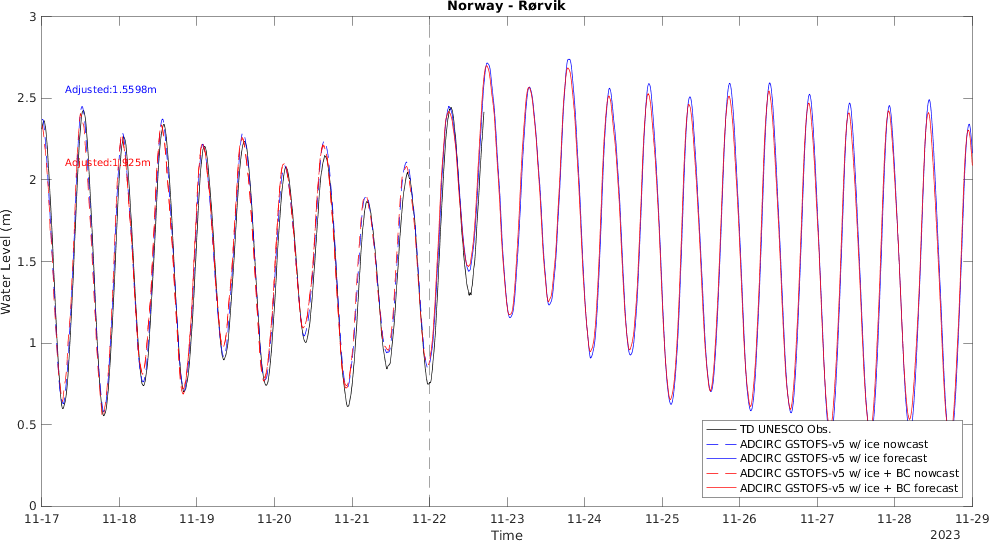 Norway - Rørvik
3
2.5
2
1.5
1
0.5
0
Water Level (m)
Adjusted:1.5598m
Adjusted:1.925m
TD UNESCO Obs.
ADCIRC GSTOFS-v5 w/ ice nowcast
ADCIRC GSTOFS-v5 w/ ice forecast
ADCIRC GSTOFS-v5 w/ ice + BC nowcast
ADCIRC GSTOFS-v5 w/ ice + BC forecast
11-17 11-18 11-19 11-20 11-21 11-22 11-23 11-24 11-25 11-26 11-27 11-28 11-29
Time
2023